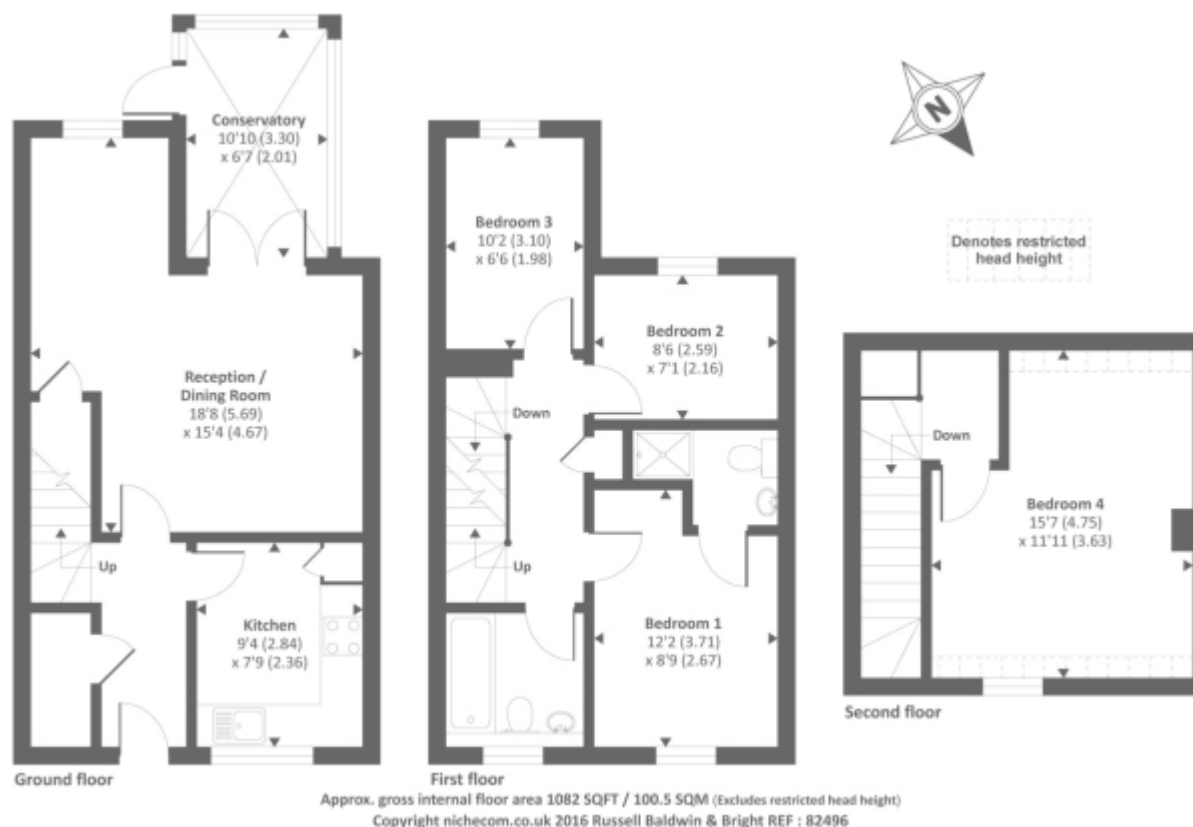 Conservatory
10'10 (3.30)
x 6'7 (2.01)
Reception /
Dining Room
18'8 (5.69)
x 15'4 (4.67)
Up
Kitchen
9'4 (2.84)
x 7'9 (2.36)
Ground floor
Bedroom 3
10'2 (3.10)
x 6'6 (1.98)
Bedroom 2
8'6 (2.59)
x 7'1 (2.16)
Down
Up
Bedroom 1
12'2 (3.71)
x 8'9 (2.67)
First floor
N
Denotes restricted
head height
Down
Bedroom 4
15'7 (4.75)
x 11'11 (3.63)
Second floor
Approx. gross internal floor area 1082 SQFT / 100.5 SQM (Excludes restricted head height)
Copyright nichecom.co.uk 2016 Russell Baldwin & Bright REF : 82496